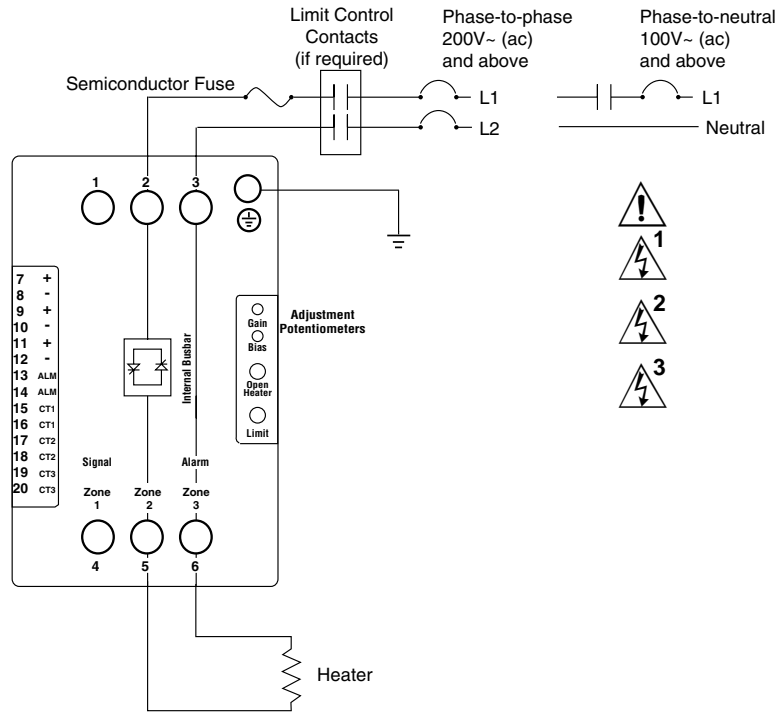 Limit Control
Contacts
(if required)
Phase-to-phase
200V~ (ac)
and above
Phase-to-neutral
100V~ (ac)
and above
Semiconductor Fuse
L1
L2
L1
Neutral
1
2
3
7 +
8 -
9 +
10 -
11 +
12 -
13 ALM
14 ALM
15 CT1
16 CT1
17 CT2
18 CT2
19 CT3
20 CT3
Internal Busbar
Gain
Bias
Open
Heater
Limit
Adjustment
Potentiometers
Signal
Alarm
Zone
1
Zone
2
Zone
3
4
5
6
Heater
!
1
2
3